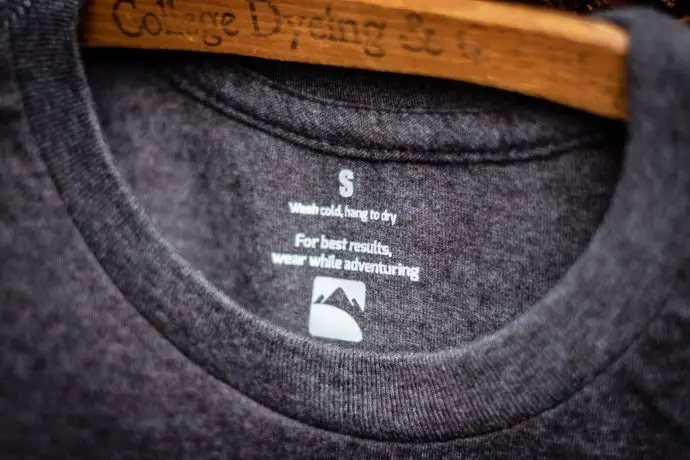 College Dyeing &
S
Wash cold, hang to dry
For best results,
wear while adventuring